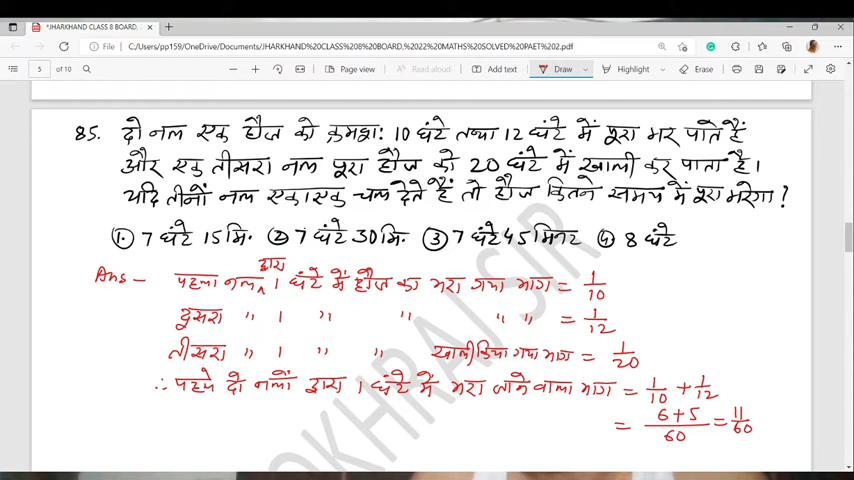 *JHARKHAND CLASS 8 BOARD,
File C:/Users/pp159/OneDrive/Documents/JHARKHAND%20CLASS%208%20BOARD,%2022%20MATHS%20SOLVED%20PAET%202.pdf
5 of 10 Page view Read aloud Add text Draw Highlight Erase
85. दो नल एक हौज को क्रमशः 10 घंटे तथा 12 घंटे में पूरा भर पाते हैं
और एक तीसरा नल पूरा हौज को 20 घंटे में खाली कर पाता है।
यदि तीनों नल एकासक चल देते हैं तो हौज कितने समय में पूरा भरेगा?
① 7 घंटे 15 मि. ② 7 घंटे 30 मि. ③ 7 घंटे 45 मिनट ④ 8 घंटे
Ans - पहला नल द्वारा 1 घंटे में हौज का भरा गया भाग = 1/10
दुसरा " 1 " " " " = 1/12
तीसरा " 1 " " खाली किया गया भाग = 1/20
∴ पहले दो नलों द्वारा 1 घंटे में भरा जाने वाला भाग = 1/10 + 1/12
= 6+5/60 = 11/60
OKHRAI SIR